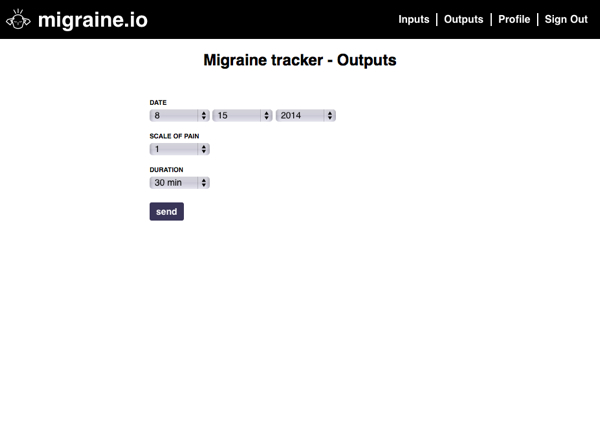 migraine.io
Inputs | Outputs | Profile | Sign Out
Migraine tracker - Outputs
DATE
8 15 2014
SCALE OF PAIN
1
DURATION
30 min
send